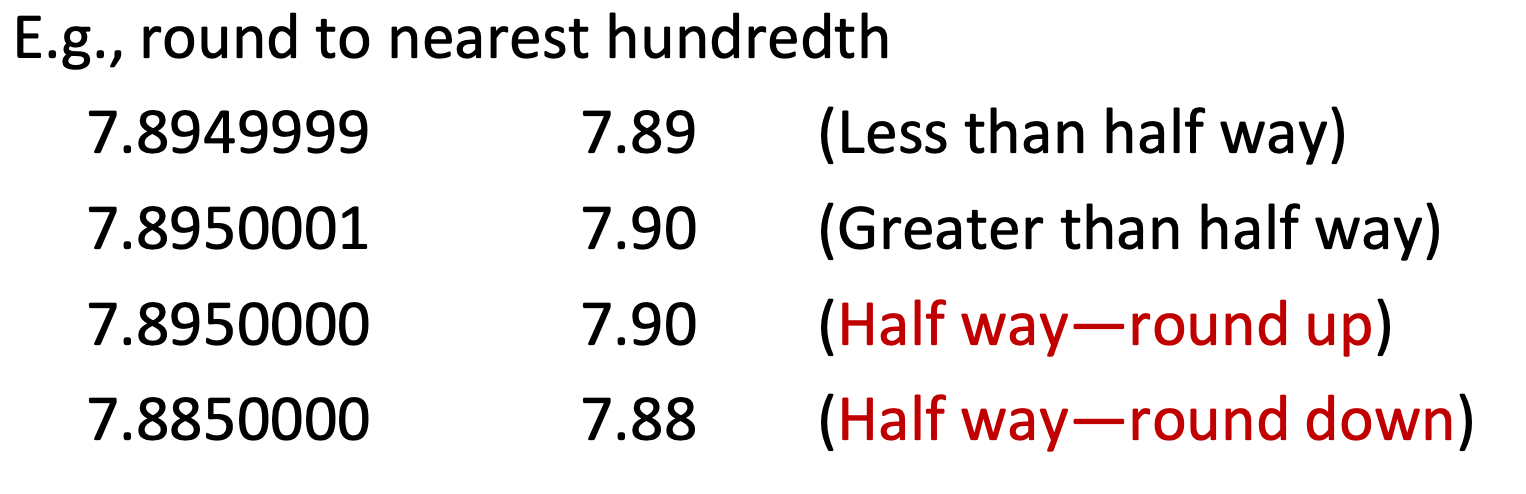 E.g., round to nearest hundredth
7.8949999 7.89 (Less than half way)
7.8950001 7.90 (Greater than half way)
7.8950000 7.90 (Half way—round up)
7.8850000 7.88 (Half way—round down)